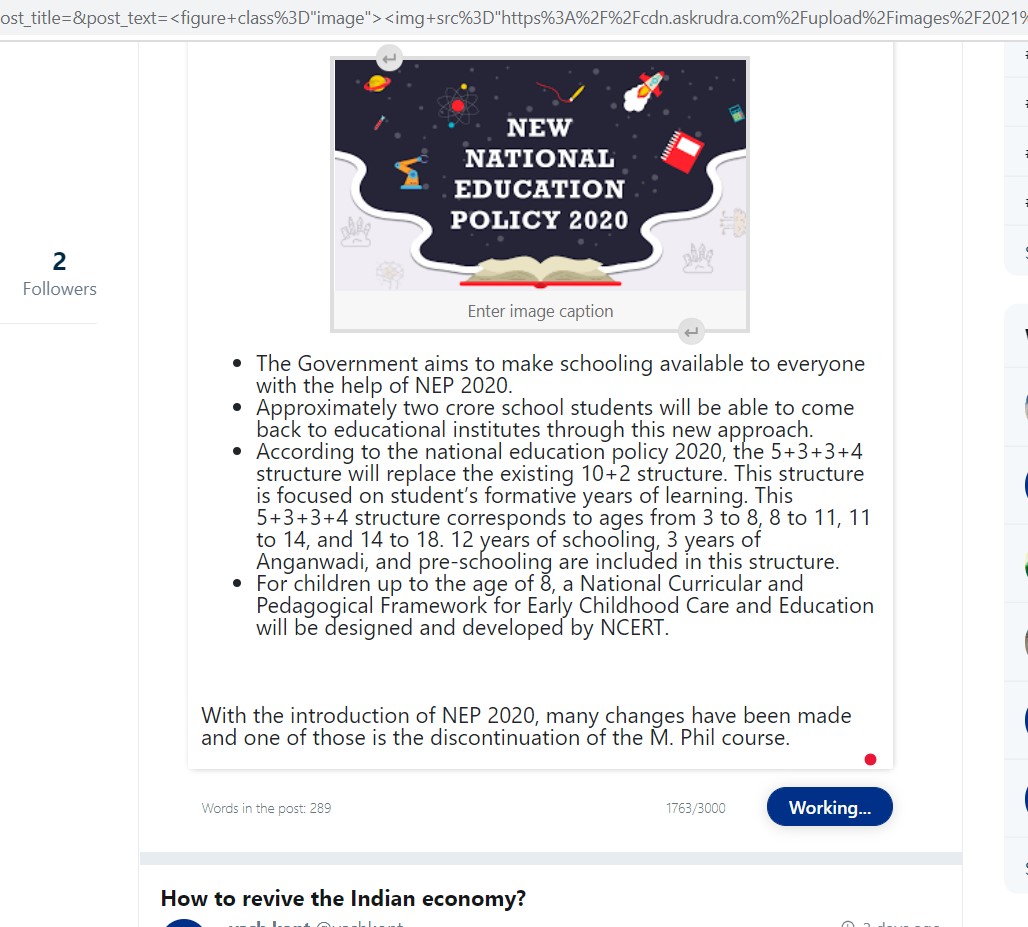 ost_title=&post_text=<figure+class%3D"image"><img+src%3D"https%3A%2F%2Fcdn.askrudra.com%2Fupload%2Fimages%2F2021%
NEW
NATIONAL
EDUCATION
POLICY 2020
Enter image caption
2
Followers
• The Government aims to make schooling available to everyone
with the help of NEP 2020.
• Approximately two crore school students will be able to come
back to educational institutes through this new approach.
• According to the national education policy 2020, the 5+3+3+4
structure will replace the existing 10+2 structure. This structure
is focused on student’s formative years of learning. This
5+3+3+4 structure corresponds to ages from 3 to 8, 8 to 11, 11
to 14, and 14 to 18. 12 years of schooling, 3 years of
Anganwadi, and pre-schooling are included in this structure.
• For children up to the age of 8, a National Curricular and
Pedagogical Framework for Early Childhood Care and Education
will be designed and developed by NCERT.
With the introduction of NEP 2020, many changes have been made
and one of those is the discontinuation of the M. Phil course.
Words in the post: 289
1763/3000
Working...
How to revive the Indian economy?